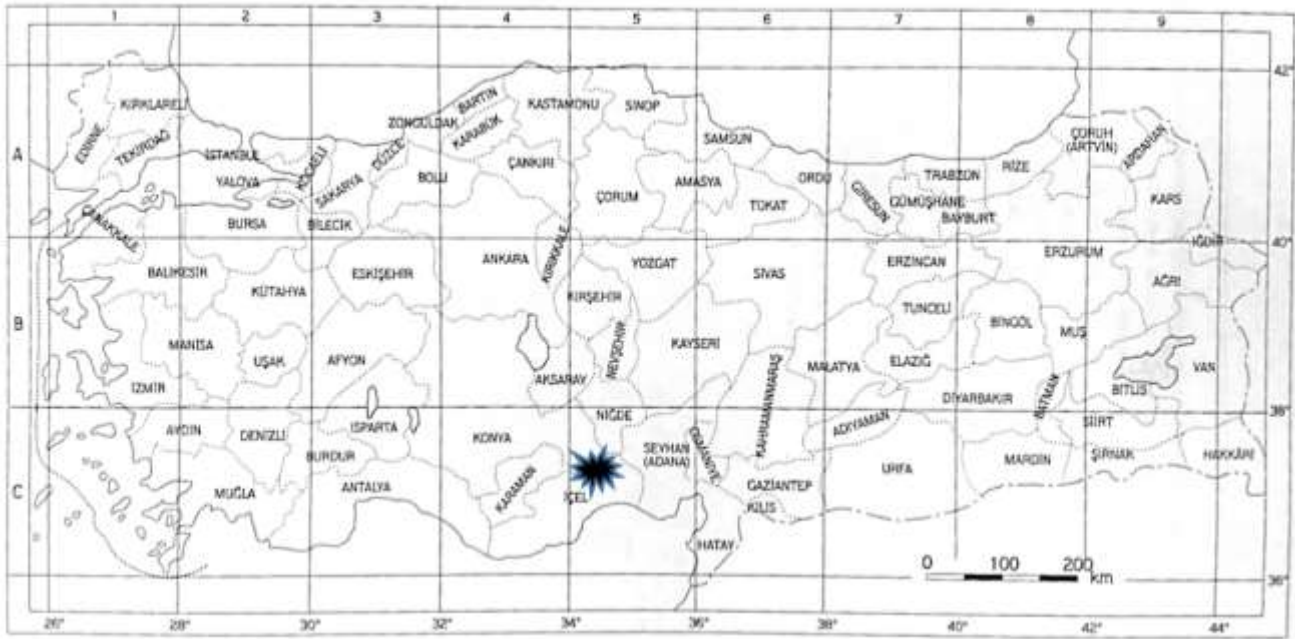 1 2 3 4 5 6 7 8 9
42°
KIRKLARELİ
EDİRNE
TEKİRDAĞ
İSTANBUL
KOCAELİ
YALOVA
SAKARYA
DÜZCE
ZONGULDAK
BARTIN
KARABÜK
KASTAMONU
SİNOP
SAMSUN
ÇORUH
(ARTVİN)
ARDAHAN
A
BOLU
ÇANKIRI
ÇORUM
AMASYA
TOKAT
ORDU
GİRESUN
TRABZON
RİZE
GÜMÜŞHANE
BAYBURT
KARS
ÇANAKKALE
BURSA
BİLECİK
40°
IĞDIR
BALIKESİR
KÜTAHYA
ESKİŞEHİR
ANKARA
KIRIKKALE
YOZGAT
SİVAS
ERZİNCAN
ERZURUM
AĞRI
KIRŞEHİR
TUNCELİ
BİNGÖL
MUŞ
B
MANİSA
UŞAK
AFYON
NEVŞEHİR
KAYSERİ
MALATYA
ELAZIĞ
VAN
İZMİR
AKSARAY
KAHRAMANMARAŞ
DİYARBAKIR
BATMAN
BİTLİS
38°
AYDIN
DENİZLİ
ISPARTA
KONYA
NİĞDE
ADIYAMAN
SİİRT
BURDUR
SEYHAN
(ADANA)
OSMANİYE
URFA
MARDİN
ŞIRNAK
HAKKÂRİ
C
MUĞLA
ANTALYA
KARAMAN
İÇEL
GAZİANTEP
KİLİS
HATAY
0 100 200
km
36°
26° 28° 30° 32° 34° 36° 38° 40° 42° 44°